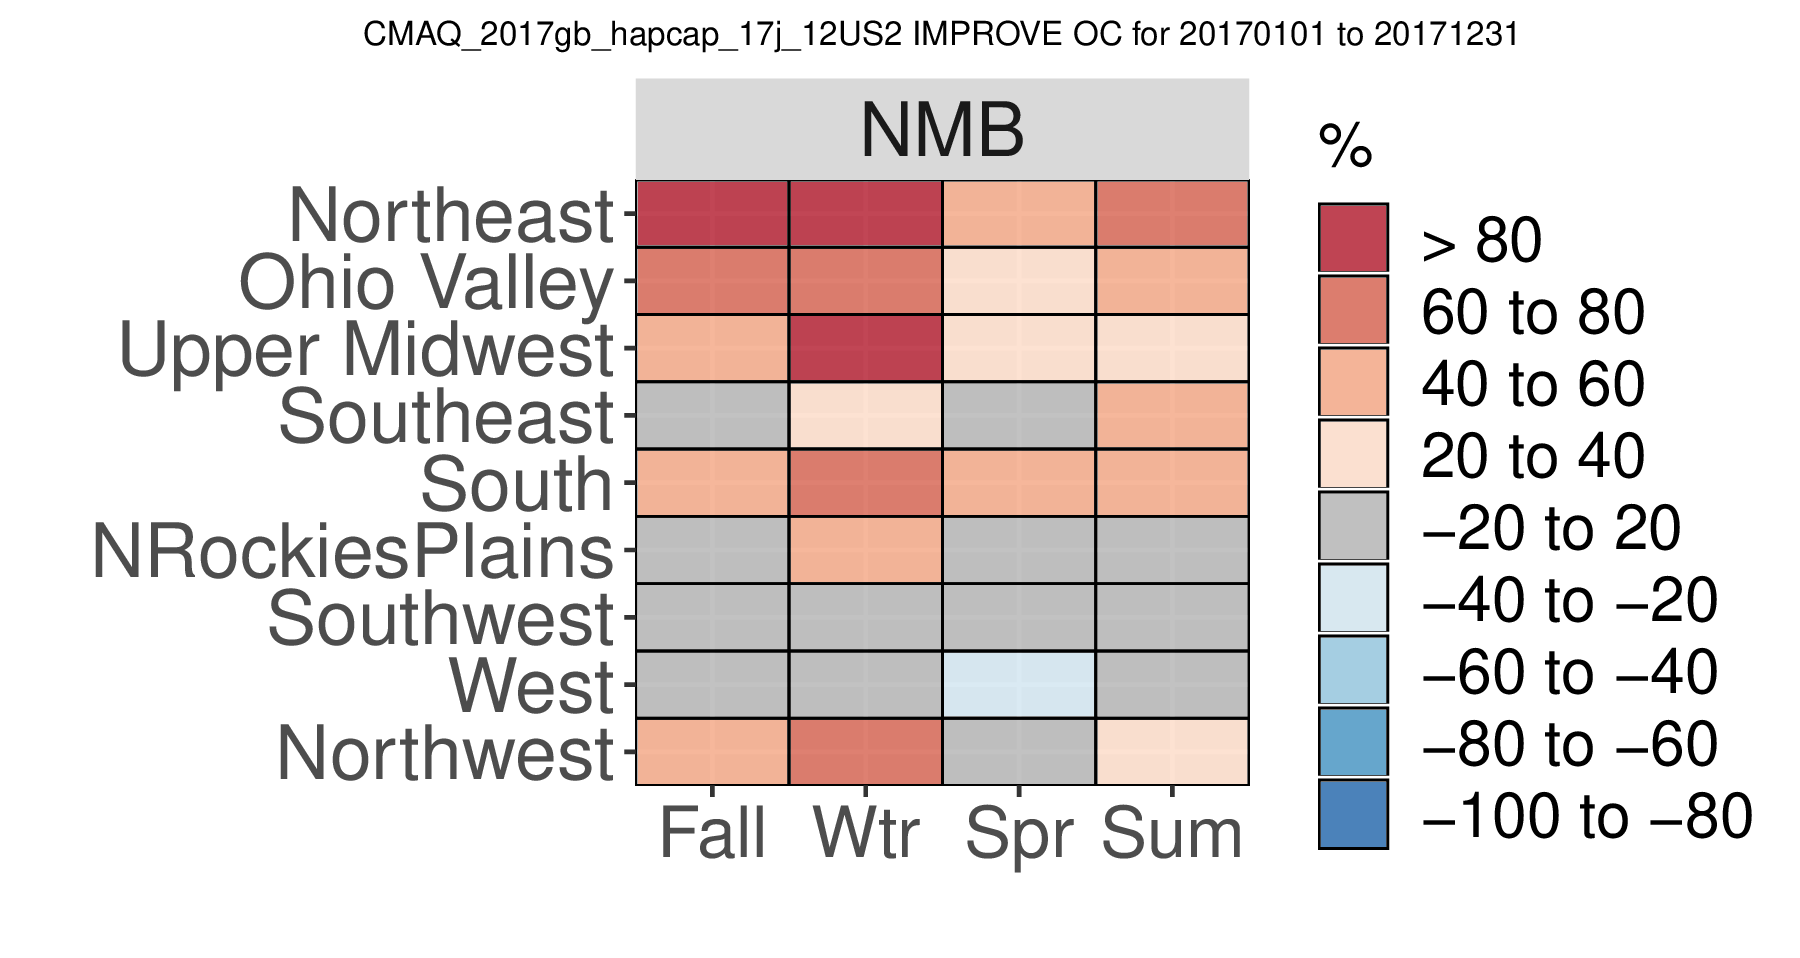 CMAQ_2017gb_hapcap_17j_12US2 IMPROVE OC for 20170101 to 20171231
NMB
Northeast
Ohio Valley
Upper Midwest
Southeast
South
NRockiesPlains
Southwest
West
Northwest
Fall Wtr Spr Sum
%
> 80
60 to 80
40 to 60
20 to 40
−20 to 20
−40 to −20
−60 to −40
−80 to −60
−100 to −80